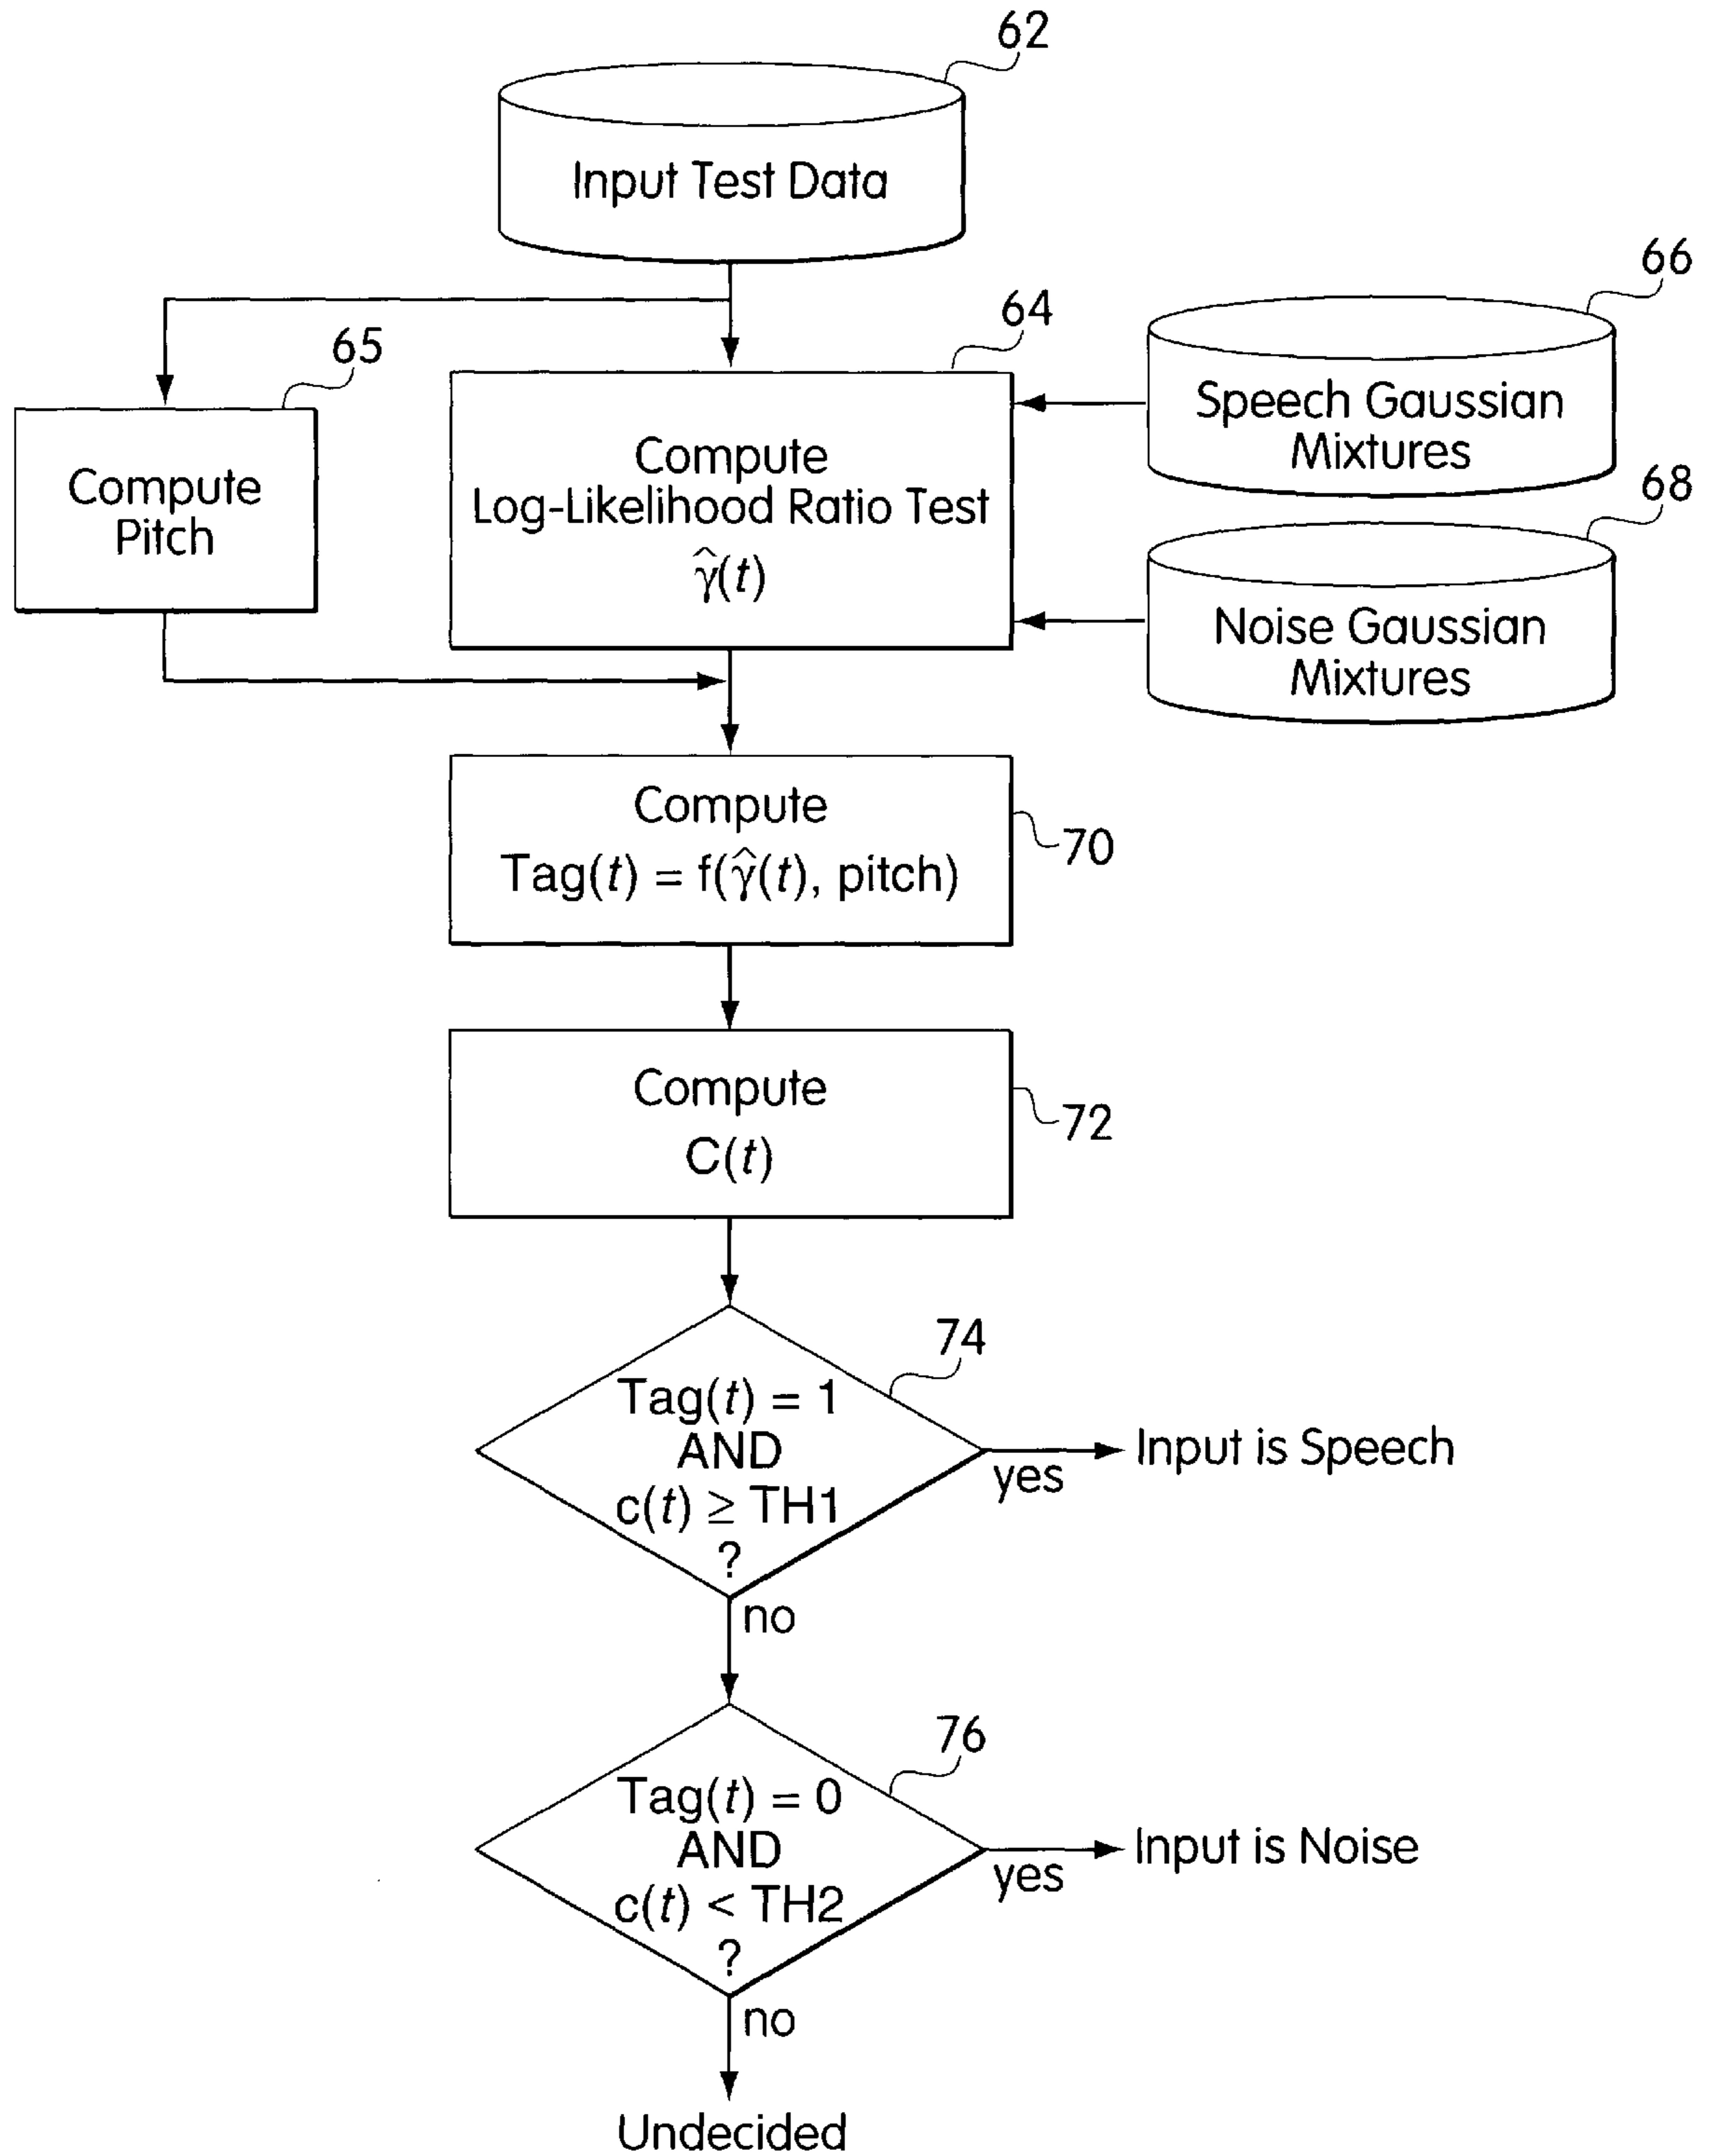 62
Input Test Data
66
64
65
Speech Gaussian
Mixtures
Compute
Log-Likelihood Ratio Test
γ̂(t)
Compute
Pitch
68
Noise Gaussian
Mixtures
Compute
Tag(t) = f(γ̂(t), pitch)
70
Compute
C(t)
72
74
Tag(t) = 1
AND
c(t) ≥ TH1
?
yes
Input is Speech
no
76
Tag(t) = 0
AND
c(t) < TH2
?
yes
Input is Noise
no
Undecided